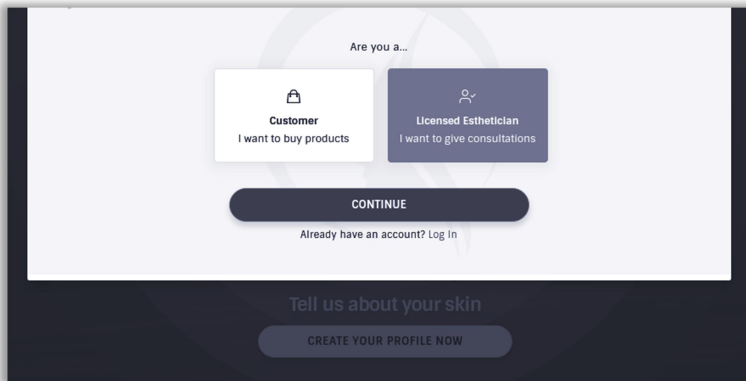 Are you a...
Customer
I want to buy products
Licensed Esthetician
I want to give consultations
CONTINUE
Already have an account? Log In
Tell us about your skin
CREATE YOUR PROFILE NOW